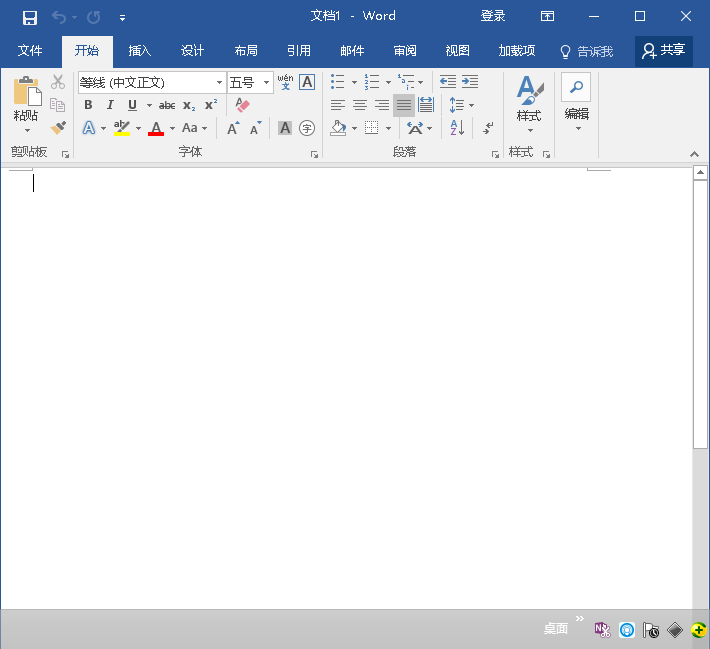 文档1 - Word
登录
文件 开始 插入 设计 布局 引用 邮件 审阅 视图 加载项 告诉我 共享
等线 (中文正文) 五号 wén 文 A
粘贴
B I U abc X₂ X² 样式 编辑
A ab A Aa A A A 字 A Z
剪贴板 字体 段落 样式
桌面 »
N